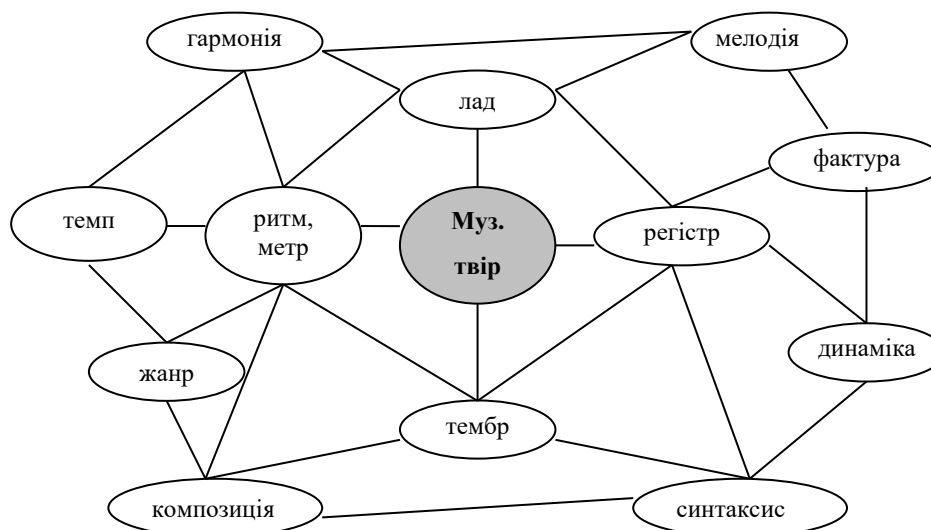 гармонія
мелодія
лад
фактура
темп
ритм,
метр
Муз.
твір
регістр
динаміка
жанр
тембр
композиція
синтаксис